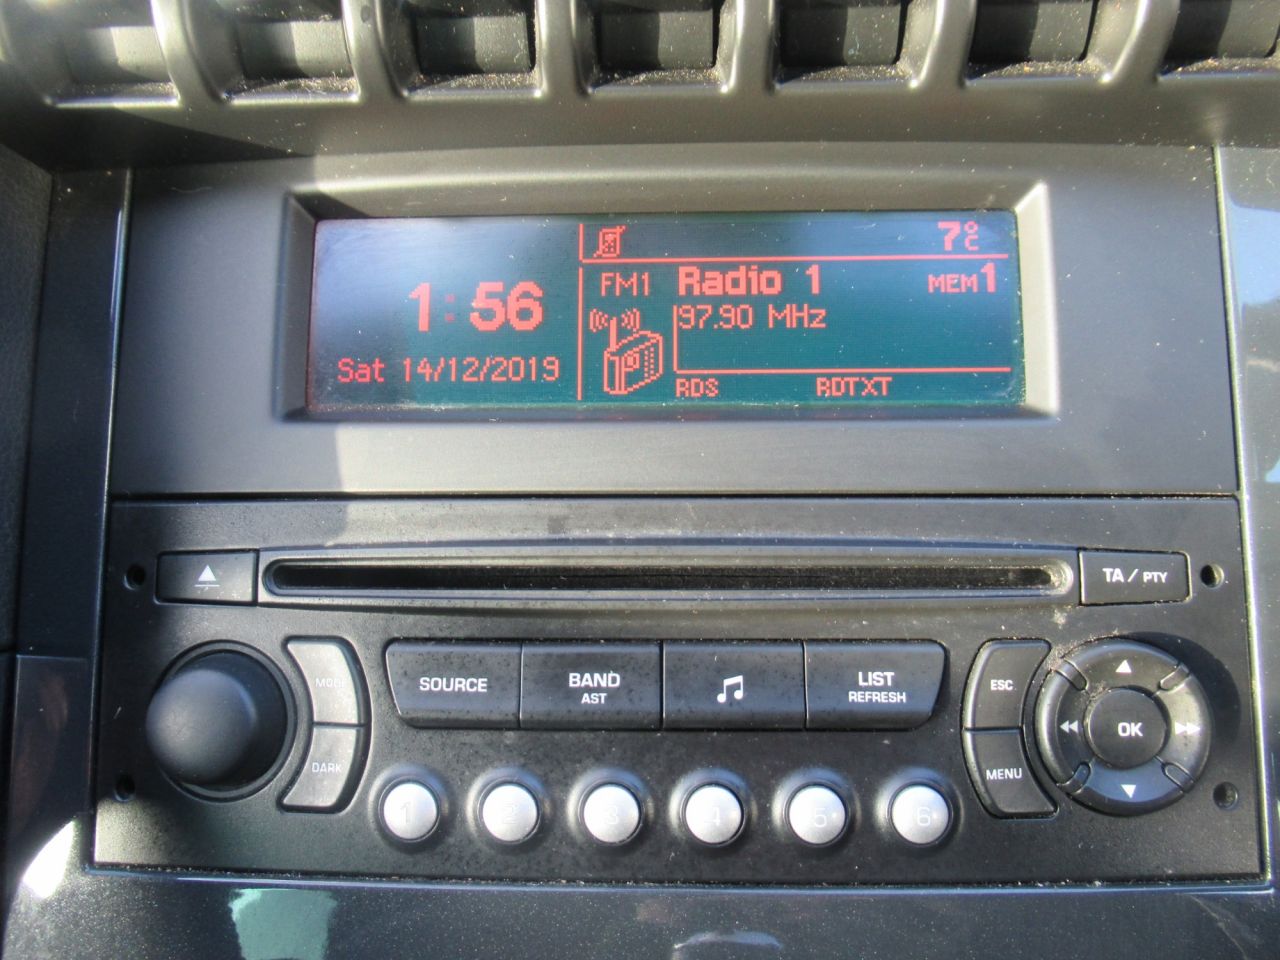 7°C
FM1 Radio 1 MEM1
1:56
97.90 MHz
Sat 14/12/2019
RDS RDTXT
TA / PTY
MODE
SOURCE
BAND
AST
LIST
REFRESH
ESC
OK
DARK
MENU
1 2 3 4 5 6